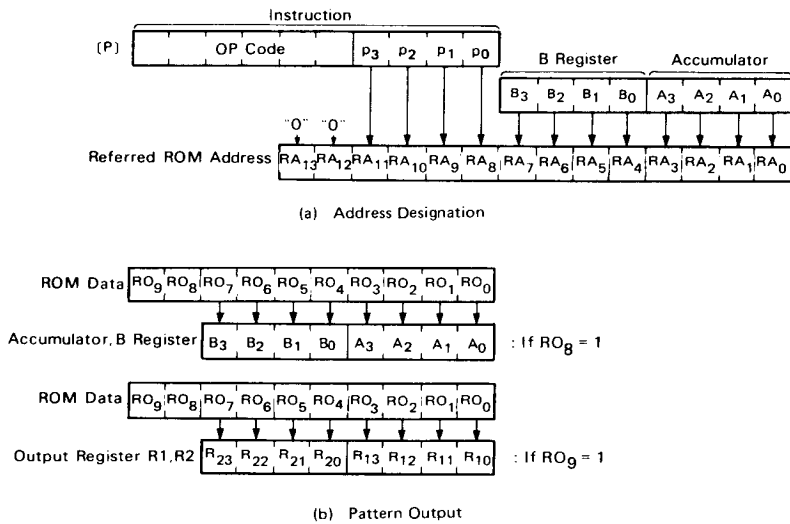 Instruction
[P] OP Code p3 p2 p1 p0
B Register Accumulator
B3 B2 B1 B0 A3 A2 A1 A0
"0" "0"
Referred ROM Address RA13 RA12 RA11 RA10 RA9 RA8 RA7 RA6 RA5 RA4 RA3 RA2 RA1 RA0
(a) Address Designation
ROM Data RO9 RO8 RO7 RO6 RO5 RO4 RO3 RO2 RO1 RO0
Accumulator, B Register B3 B2 B1 B0 A3 A2 A1 A0 : If RO8 = 1
ROM Data RO9 RO8 RO7 RO6 RO5 RO4 RO3 RO2 RO1 RO0
Output Register R1, R2 R23 R22 R21 R20 R13 R12 R11 R10 : If RO9 = 1
(b) Pattern Output